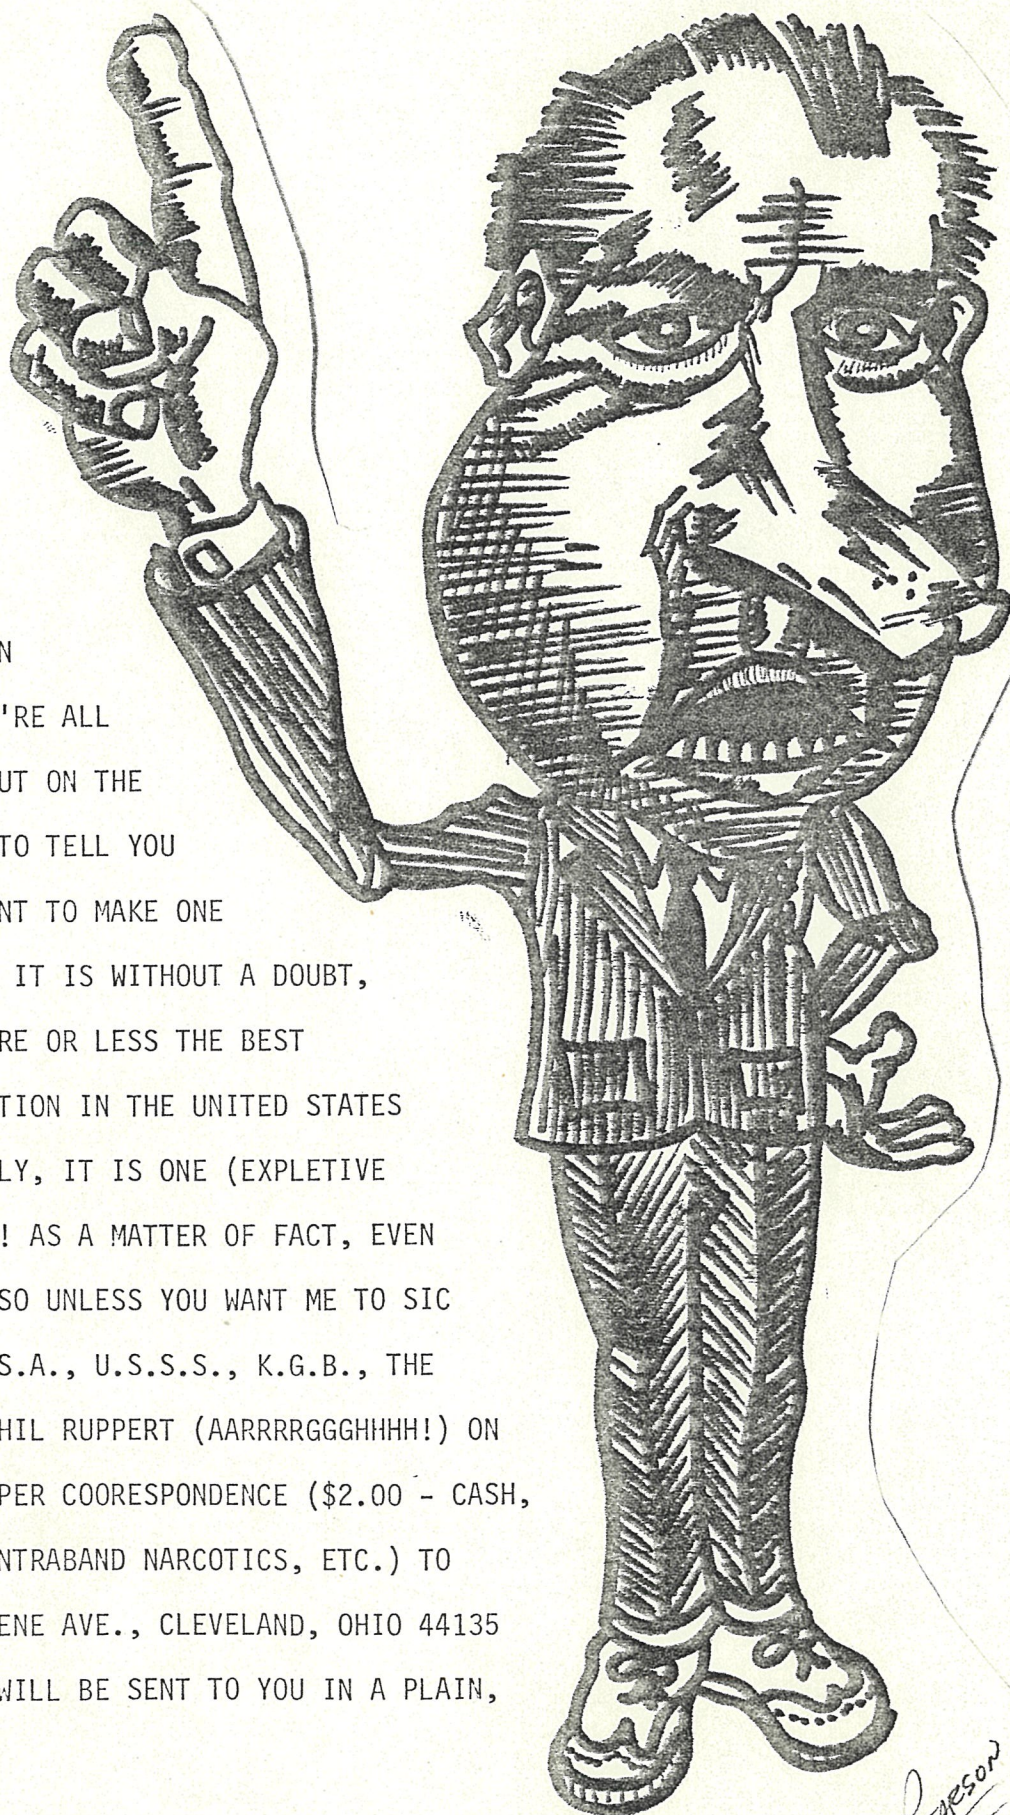 N
'RE ALL
UT ON THE
TO TELL YOU
NT TO MAKE ONE
IT IS WITHOUT A DOUBT,
RE OR LESS THE BEST
TION IN THE UNITED STATES
LY, IT IS ONE (EXPLETIVE
! AS A MATTER OF FACT, EVEN
SO UNLESS YOU WANT ME TO SIC
S.A., U.S.S.S., K.G.B., THE
HIL RUPPERT (AARRRRGGGHHHH!) ON
PER COORESPONDENCE ($2.00 - CASH,
NTRABAND NARCOTICS, ETC.) TO
ENE AVE., CLEVELAND, OHIO 44135
WILL BE SENT TO YOU IN A PLAIN,